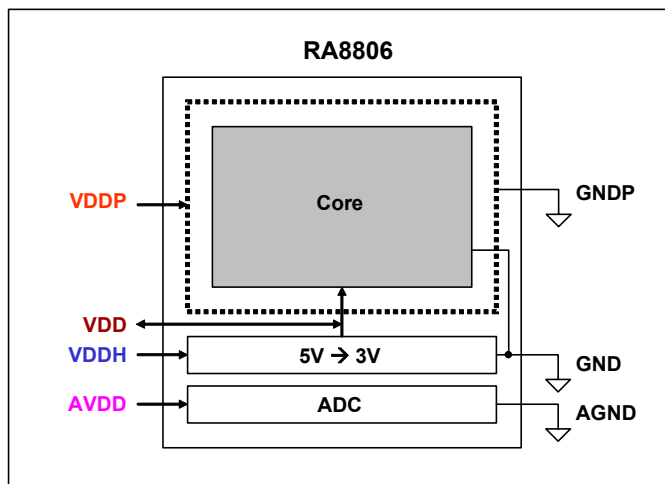 RA8806
VDDP
Core
GNDP
VDD
VDDH
5V → 3V
GND
AVDD
ADC
AGND